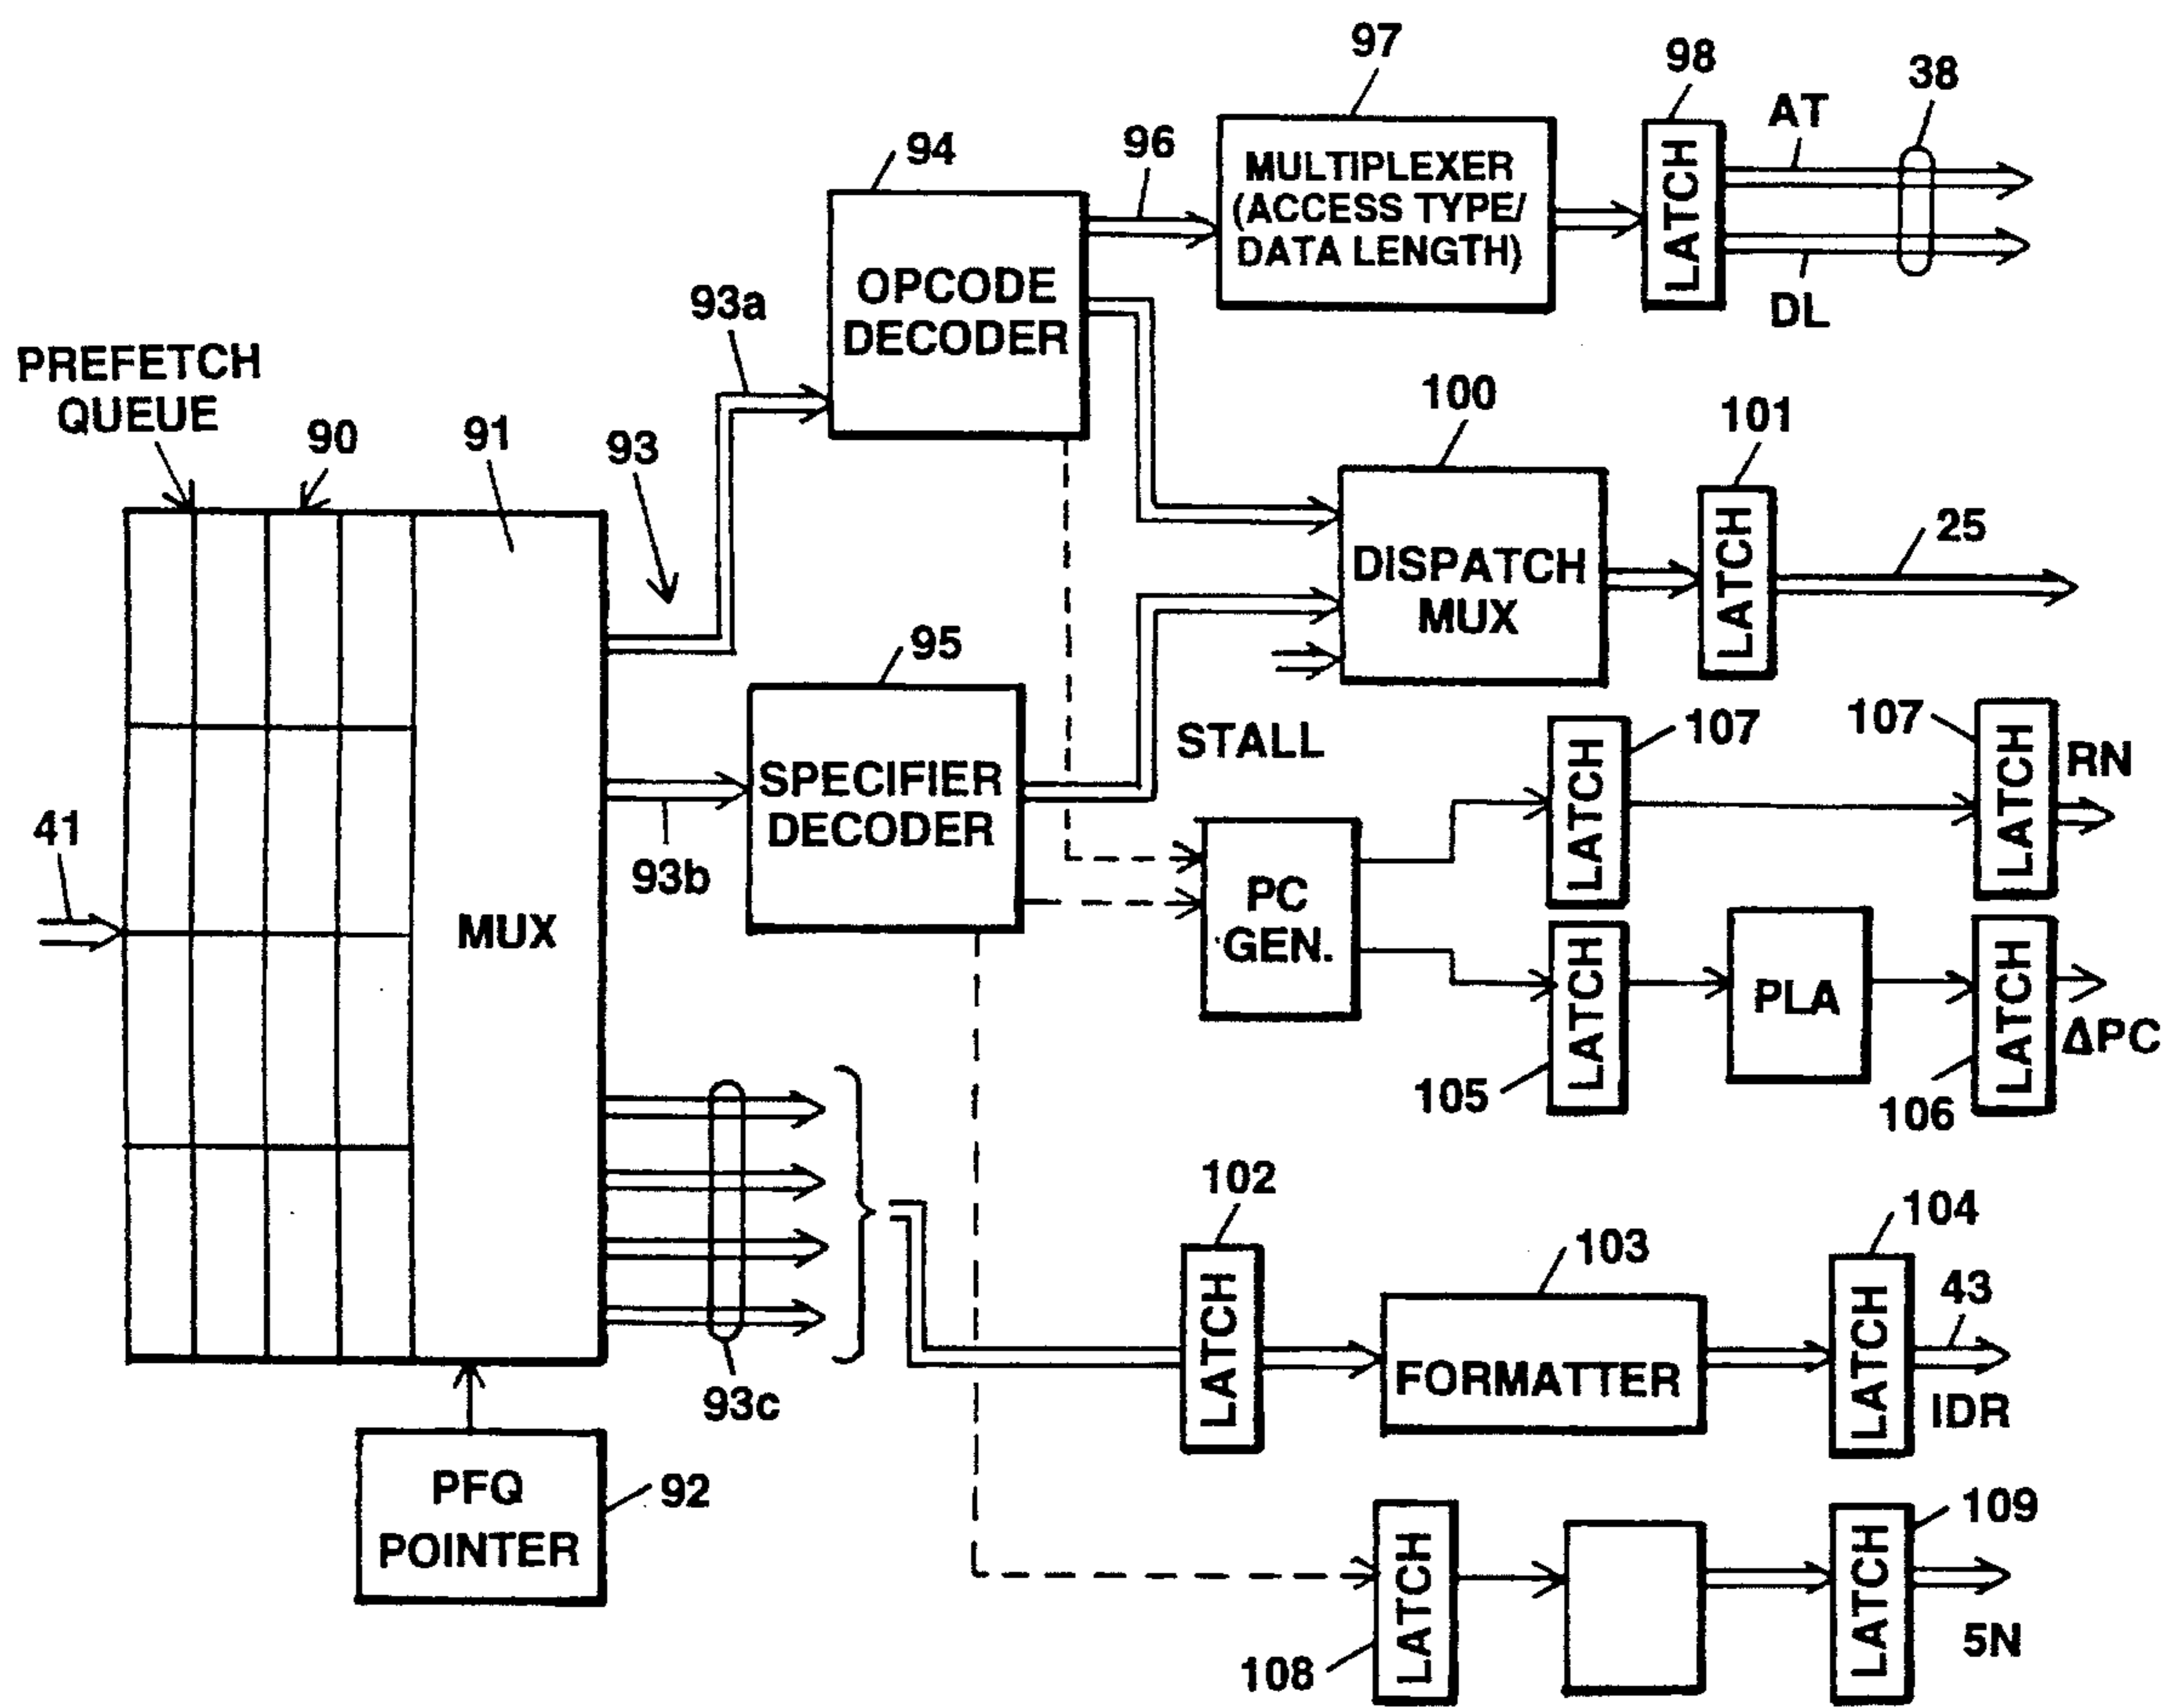 97
98
38
AT
94
96
MULTIPLEXER
(ACCESS TYPE/
DATA LENGTH)
LATCH
OPCODE
DECODER
93a
DL
PREFETCH
QUEUE
90
91
93
100
101
25
DISPATCH
MUX
LATCH
95
STALL
107
107
LATCH
LATCH
RN
SPECIFIER
DECODER
41
93b
MUX
PC
GEN.
LATCH
PLA
LATCH
ΔPC
105
106
102
104
103
43
LATCH
FORMATTER
LATCH
IDR
93c
PFQ
POINTER
92
109
LATCH
LATCH
5N
108